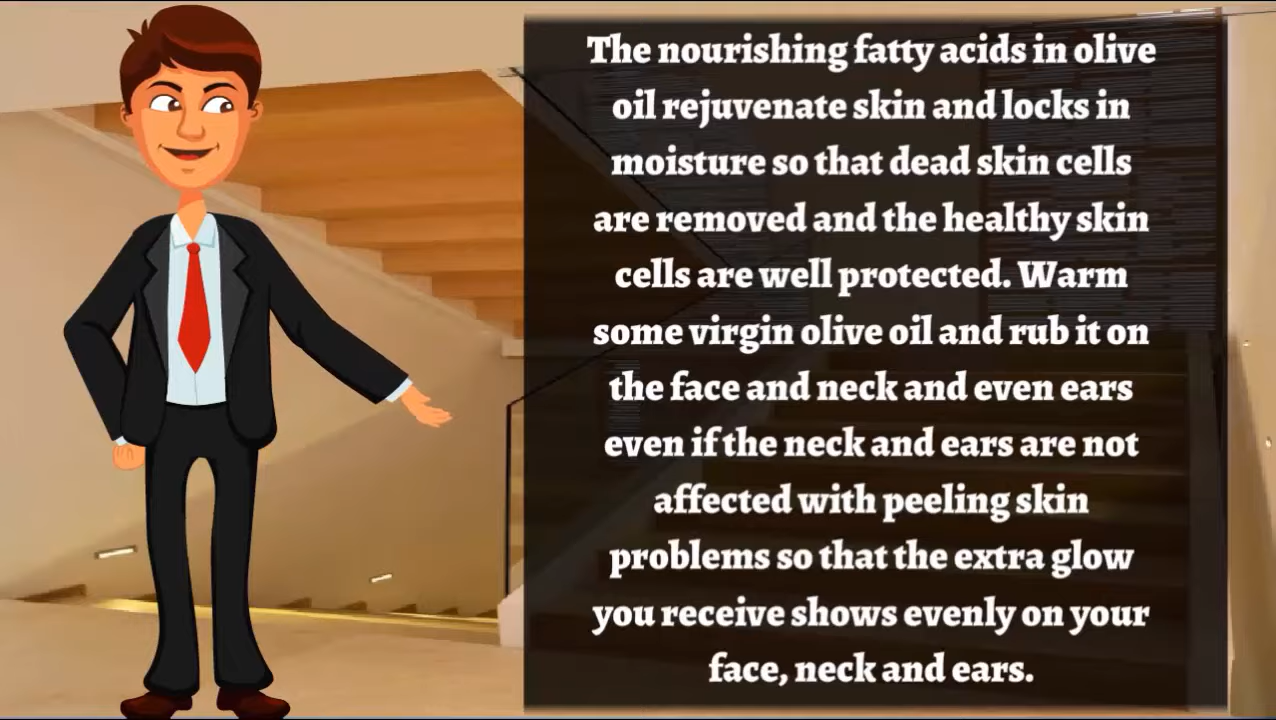 The nourishing fatty acids in olive
oil rejuvenate skin and locks in
moisture so that dead skin cells
are removed and the healthy skin
cells are well protected. Warm
some virgin olive oil and rub it on
the face and neck and even ears
even if the neck and ears are not
affected with peeling skin
problems so that the extra glow
you receive shows evenly on your
face, neck and ears.